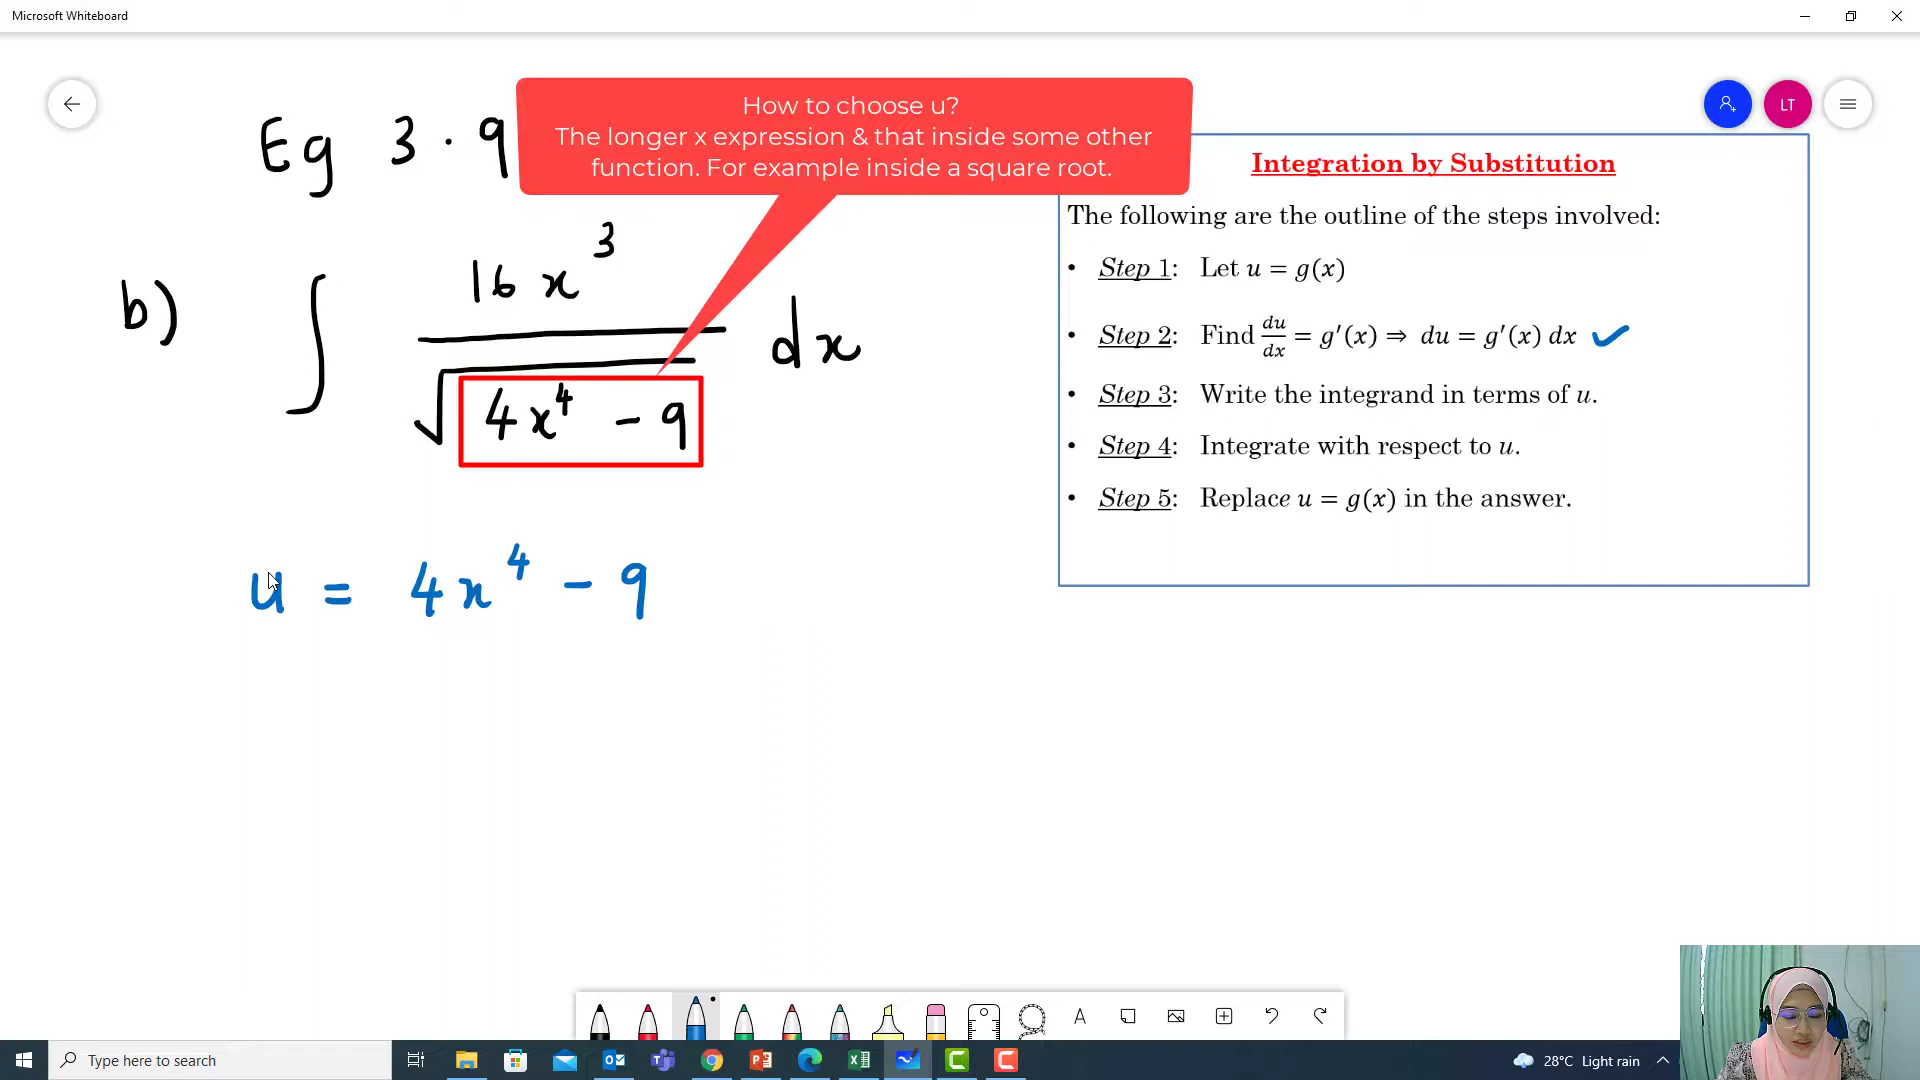 Microsoft Whiteboard
How to choose u?
The longer x expression & that inside some other
function. For example inside a square root.
LT
Eg 3.9
b) ∫ 16x³ / √(4x⁴ - 9) dx
u = 4x⁴ - 9
Integration by Substitution
The following are the outline of the steps involved:
• Step 1: Let u = g(x)
• Step 2: Find du/dx = g′(x) ⇒ du = g′(x) dx ✓
• Step 3: Write the integrand in terms of u.
• Step 4: Integrate with respect to u.
• Step 5: Replace u = g(x) in the answer.
A
Type here to search
28°C Light rain